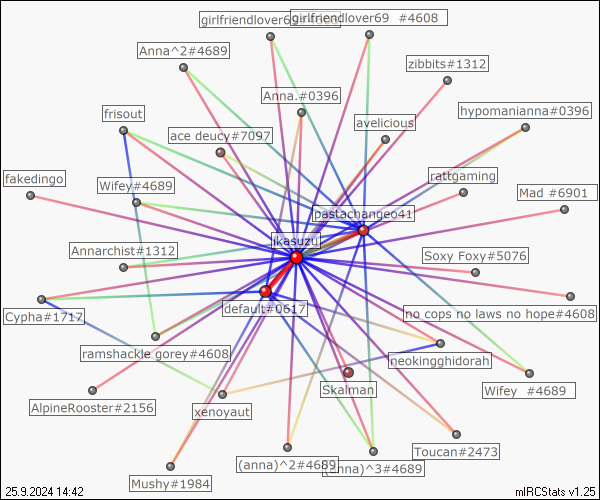 girlfriendlover69
girlfriendlover69  #4608
Anna^2#4689
zibbits#1312
Anna.#0396
hypomanianna#0396
frisout
avelicious
ace deucy#7097
fakedingo
Wifey#4689
rattgaming
Mad #6901
pastachangeo41
ikasuzu
Annarchist#1312
Soxy Foxy#5076
Cypha#1717
default#0617
no cops no laws no hope#4608
ramshackle gorey#4608
neokingghidorah
Skalman
Wifey  #4689
AlpineRooster#2156
xenoyaut
Toucan#2473
(anna)^2#4689
(anna)^3#4689
Mushy#1984
25.9.2024 14:42
mIRCStats v1.25